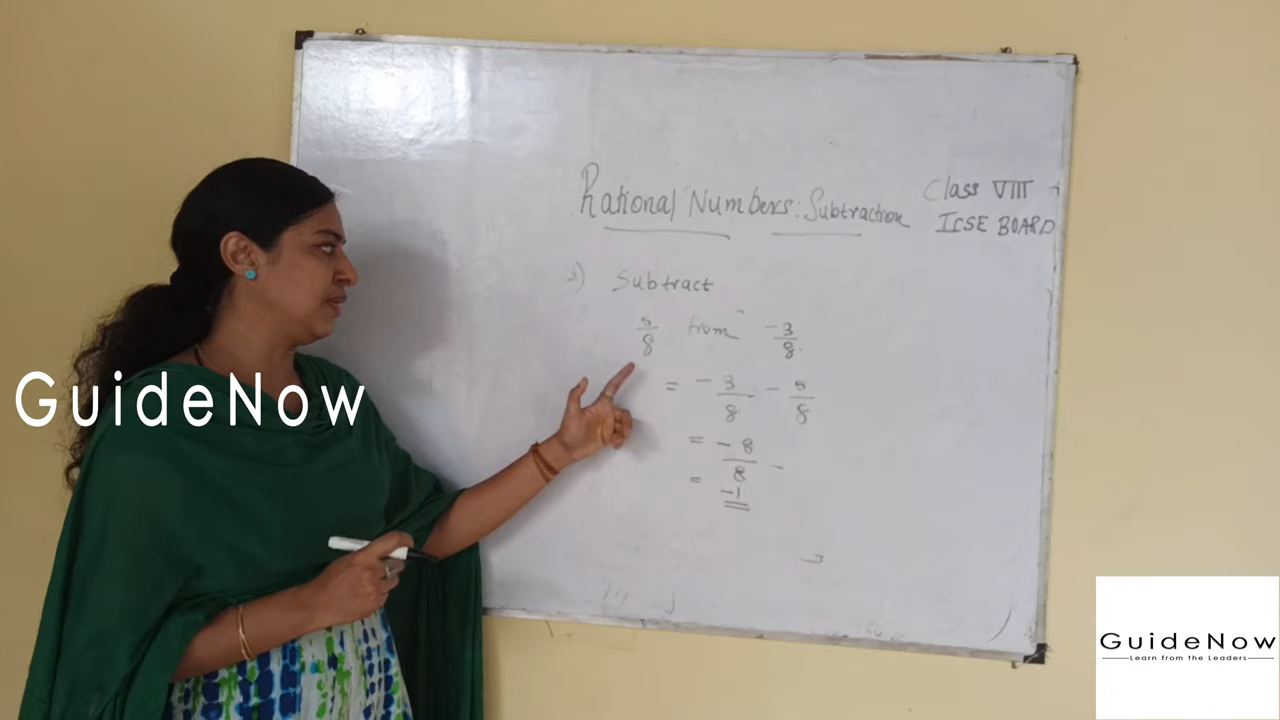 Rational Numbers: Subtraction
Class VIII
ICSE BOARD
Subtract
5/8 from -3/8.
= -3/8 - 5/8
= -8/8
= -1
GuideNow
GuideNow
Learn from the Leaders